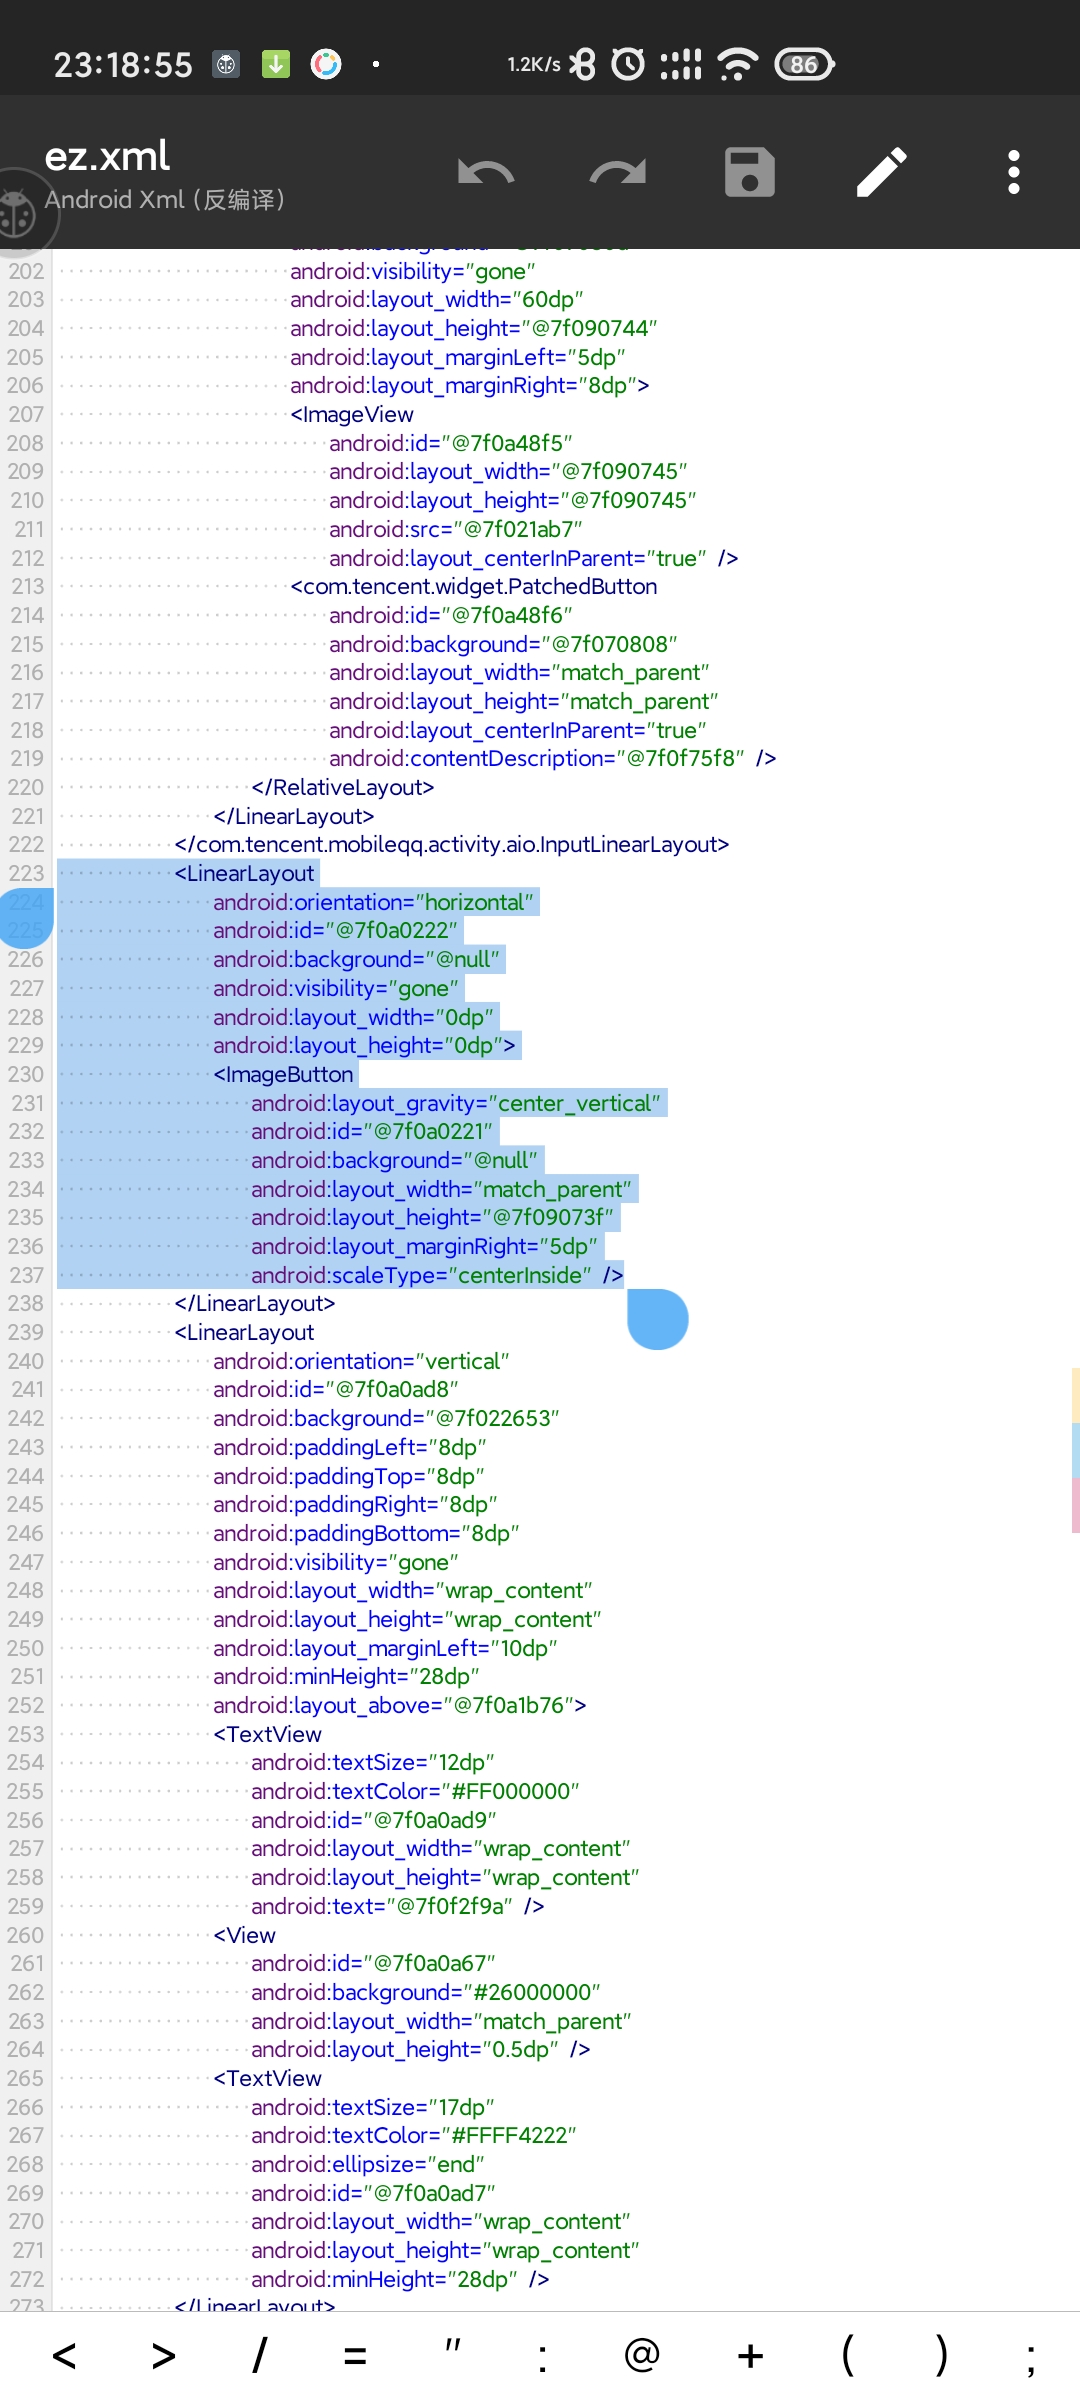 23:18:55 1.2K/s 86
ez.xml
Android Xml (反编译)
202 android:visibility="gone"
203 android:layout_width="60dp"
204 android:layout_height="@7f090744"
205 android:layout_marginLeft="5dp"
206 android:layout_marginRight="8dp">
207 <ImageView
208 android:id="@7f0a48f5"
209 android:layout_width="@7f090745"
210 android:layout_height="@7f090745"
211 android:src="@7f021ab7"
212 android:layout_centerInParent="true" />
213 <com.tencent.widget.PatchedButton
214 android:id="@7f0a48f6"
215 android:background="@7f070808"
216 android:layout_width="match_parent"
217 android:layout_height="match_parent"
218 android:layout_centerInParent="true"
219 android:contentDescription="@7f0f75f8" />
220 </RelativeLayout>
221 </LinearLayout>
222 </com.tencent.mobileqq.activity.aio.InputLinearLayout>
223 <LinearLayout
224 android:orientation="horizontal"
225 android:id="@7f0a0222"
226 android:background="@null"
227 android:visibility="gone"
228 android:layout_width="0dp"
229 android:layout_height="0dp">
230 <ImageButton
231 android:layout_gravity="center_vertical"
232 android:id="@7f0a0221"
233 android:background="@null"
234 android:layout_width="match_parent"
235 android:layout_height="@7f09073f"
236 android:layout_marginRight="5dp"
237 android:scaleType="centerInside" />
238 </LinearLayout>
239 <LinearLayout
240 android:orientation="vertical"
241 android:id="@7f0a0ad8"
242 android:background="@7f022653"
243 android:paddingLeft="8dp"
244 android:paddingTop="8dp"
245 android:paddingRight="8dp"
246 android:paddingBottom="8dp"
247 android:visibility="gone"
248 android:layout_width="wrap_content"
249 android:layout_height="wrap_content"
250 android:layout_marginLeft="10dp"
251 android:minHeight="28dp"
252 android:layout_above="@7f0a1b76">
253 <TextView
254 android:textSize="12dp"
255 android:textColor="#FF000000"
256 android:id="@7f0a0ad9"
257 android:layout_width="wrap_content"
258 android:layout_height="wrap_content"
259 android:text="@7f0f2f9a" />
260 <View
261 android:id="@7f0a0a67"
262 android:background="#26000000"
263 android:layout_width="match_parent"
264 android:layout_height="0.5dp" />
265 <TextView
266 android:textSize="17dp"
267 android:textColor="#FFFF4222"
268 android:ellipsize="end"
269 android:id="@7f0a0ad7"
270 android:layout_width="wrap_content"
271 android:layout_height="wrap_content"
272 android:minHeight="28dp" />
273 </LinearLayout>
< > / = " : @ + ( ) ;